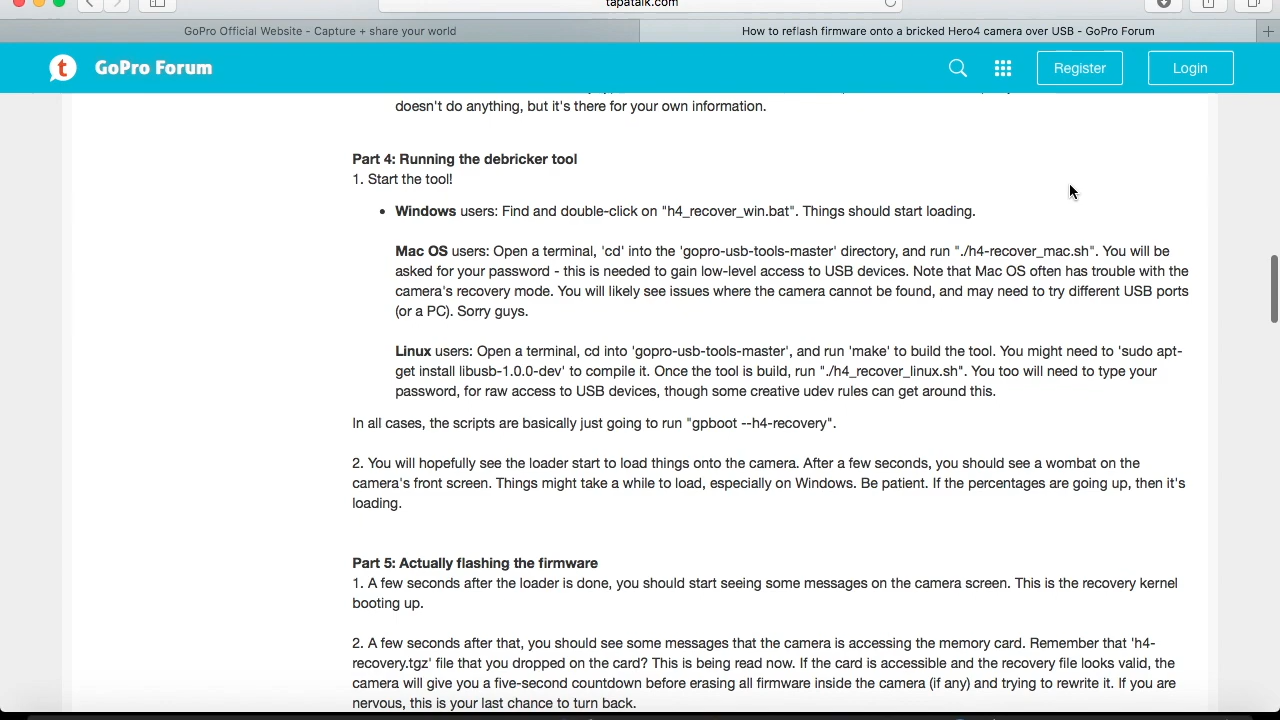 tapatalk.com
GoPro Official Website - Capture + share your world
How to reflash firmware onto a bricked Hero4 camera over USB - GoPro Forum
GoPro Forum
Register
Login
doesn't do anything, but it's there for your own information.
Part 4: Running the debricker tool
1. Start the tool!
• Windows users: Find and double-click on "h4_recover_win.bat". Things should start loading.
Mac OS users: Open a terminal, 'cd' into the 'gopro-usb-tools-master' directory, and run "./h4-recover_mac.sh". You will be
asked for your password - this is needed to gain low-level access to USB devices. Note that Mac OS often has trouble with the
camera's recovery mode. You will likely see issues where the camera cannot be found, and may need to try different USB ports
(or a PC). Sorry guys.
Linux users: Open a terminal, cd into 'gopro-usb-tools-master', and run 'make' to build the tool. You might need to 'sudo apt-
get install libusb-1.0.0-dev' to compile it. Once the tool is build, run "./h4_recover_linux.sh". You too will need to type your
password, for raw access to USB devices, though some creative udev rules can get around this.
In all cases, the scripts are basically just going to run "gpboot --h4-recovery".
2. You will hopefully see the loader start to load things onto the camera. After a few seconds, you should see a wombat on the
camera's front screen. Things might take a while to load, especially on Windows. Be patient. If the percentages are going up, then it's
loading.
Part 5: Actually flashing the firmware
1. A few seconds after the loader is done, you should start seeing some messages on the camera screen. This is the recovery kernel
booting up.
2. A few seconds after that, you should see some messages that the camera is accessing the memory card. Remember that 'h4-
recovery.tgz' file that you dropped on the card? This is being read now. If the card is accessible and the recovery file looks valid, the
camera will give you a five-second countdown before erasing all firmware inside the camera (if any) and trying to rewrite it. If you are
nervous, this is your last chance to turn back.